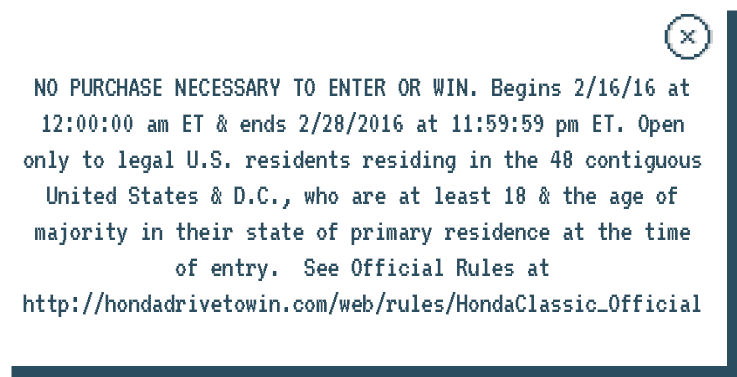 NO PURCHASE NECESSARY TO ENTER OR WIN. Begins 2/16/16 at
12:00:00 am ET & ends 2/28/2016 at 11:59:59 pm ET. Open
only to legal U.S. residents residing in the 48 contiguous
United States & D.C., who are at least 18 & the age of
majority in their state of primary residence at the time
of entry.  See Official Rules at
http://hondadrivetowin.com/web/rules/HondaClassic_Official